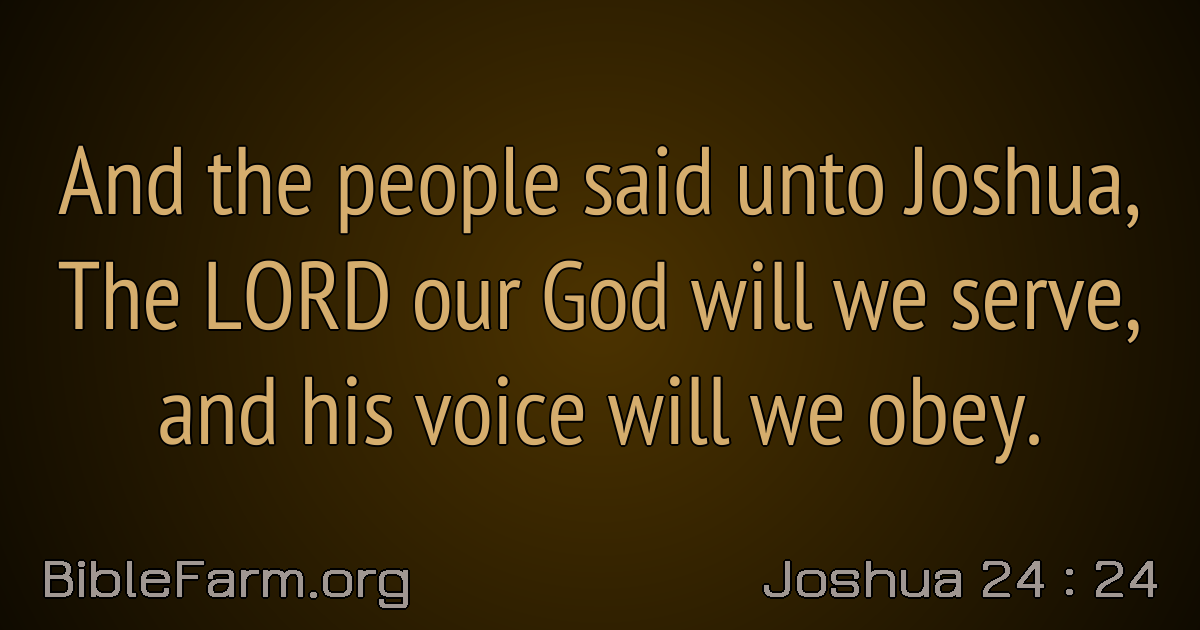 And the people said unto Joshua,
The LORD our God will we serve,
and his voice will we obey.
BibleFarm.org
Joshua 24 : 24